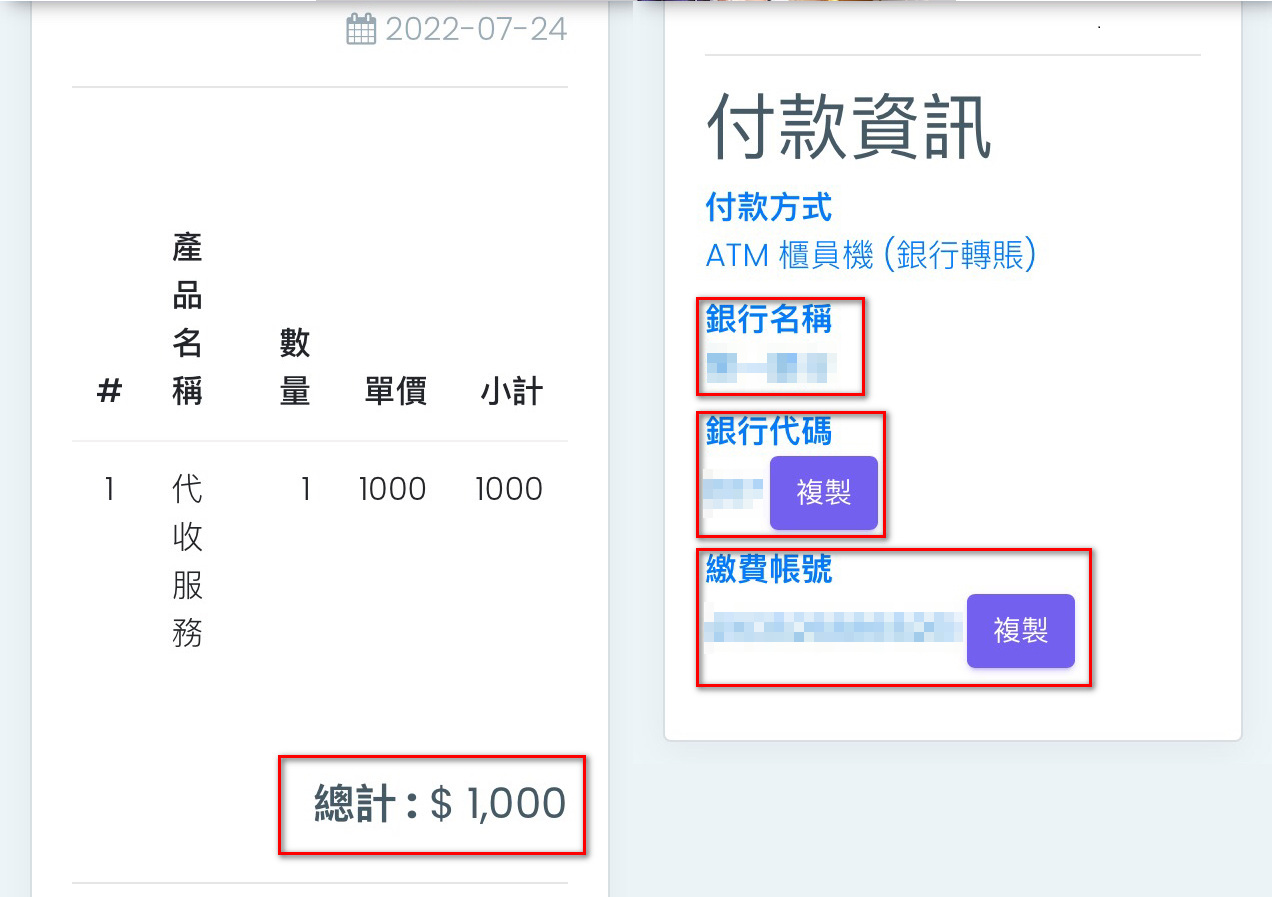 2022-07-24
# 產品名稱 數量 單價 小計
1 代收服務 1 1000 1000
總計 : $ 1,000
付款資訊
付款方式
ATM 櫃員機 (銀行轉賬)
銀行名稱
銀行代碼
複製
繳費帳號
複製